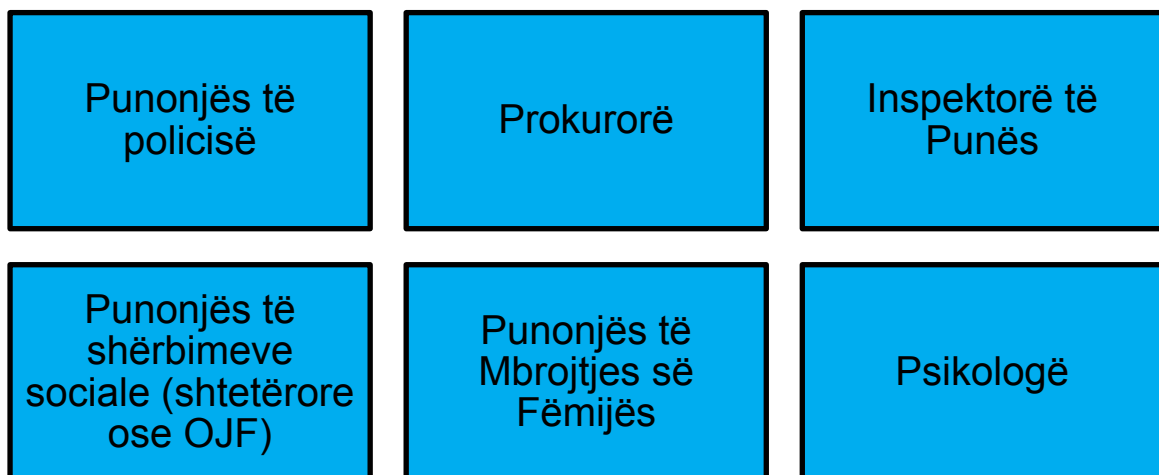 Punonjës të
policisë
Prokurorë
Inspektorë të
Punës
Punonjës të
shërbimeve
sociale (shtetërore
ose OJF)
Punonjës të
Mbrojtjes së
Fëmijës
Psikologë